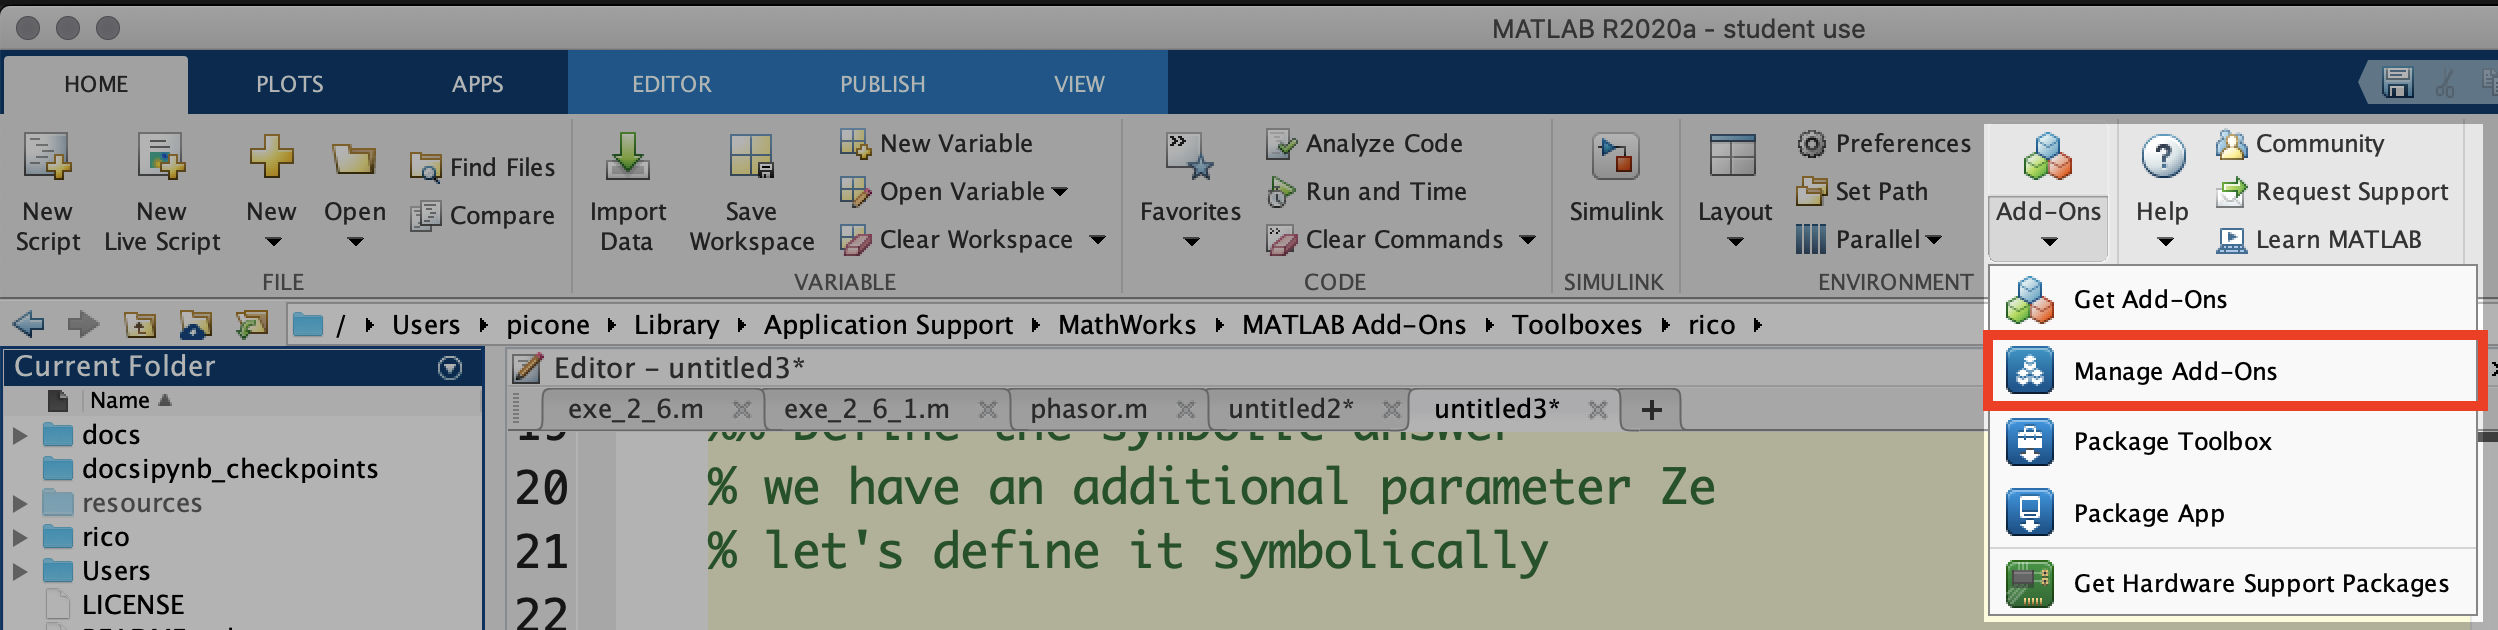 MATLAB R2020a - student use
HOME PLOTS APPS EDITOR PUBLISH VIEW
New Script
New Live Script
New
Open
Find Files
Compare
FILE
Import Data
Save Workspace
New Variable
Open Variable
Clear Workspace
VARIABLE
Favorites
Analyze Code
Run and Time
Clear Commands
CODE
Simulink
SIMULINK
Layout
Preferences
Set Path
Parallel
ENVIRONMENT
Add-Ons
Help
Community
Request Support
Learn MATLAB
Get Add-Ons
Manage Add-Ons
Package Toolbox
Package App
Get Hardware Support Packages
/ Users picone Library Application Support MathWorks MATLAB Add-Ons Toolboxes rico
Current Folder
Name
docs
docsipynb_checkpoints
resources
rico
Users
LICENSE
Editor - untitled3*
exe_2_6.m exe_2_6_1.m phasor.m untitled2* untitled3* +
19 %% Define the symbolic answer
20 % we have an additional parameter Ze
21 % let's define it symbolically
22